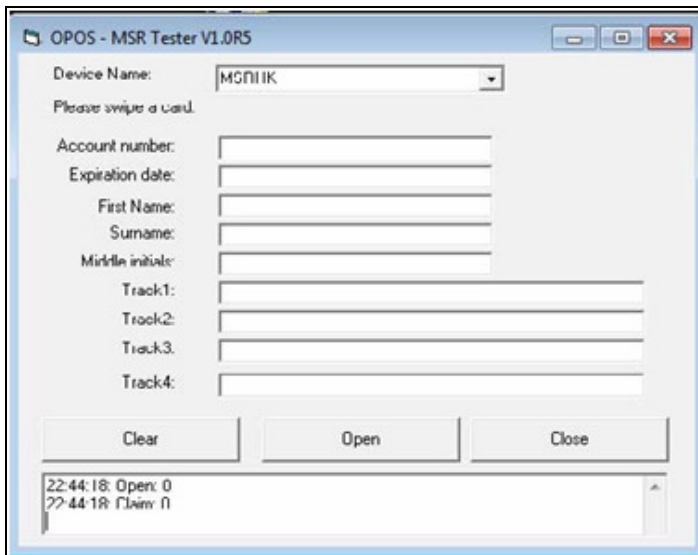 OPOS - MSR Tester V1.0R5
Device Name:
Please swipe a card.
Account number:
Expiration date:
First Name:
Surname:
Middle initials:
Track1:
Track2:
Track3:
Track4:
Clear Open Close
22:44:18: Open: 0
22:44:18: Claim: 0